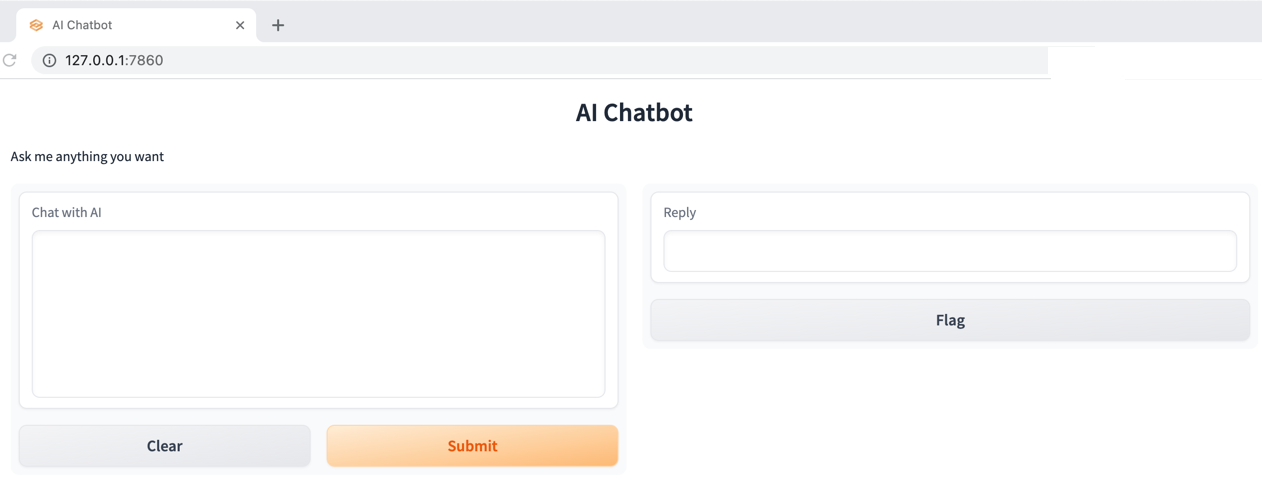 AI Chatbot
127.0.0.1:7860
AI Chatbot
Ask me anything you want
Chat with AI
Reply
Flag
Clear
Submit